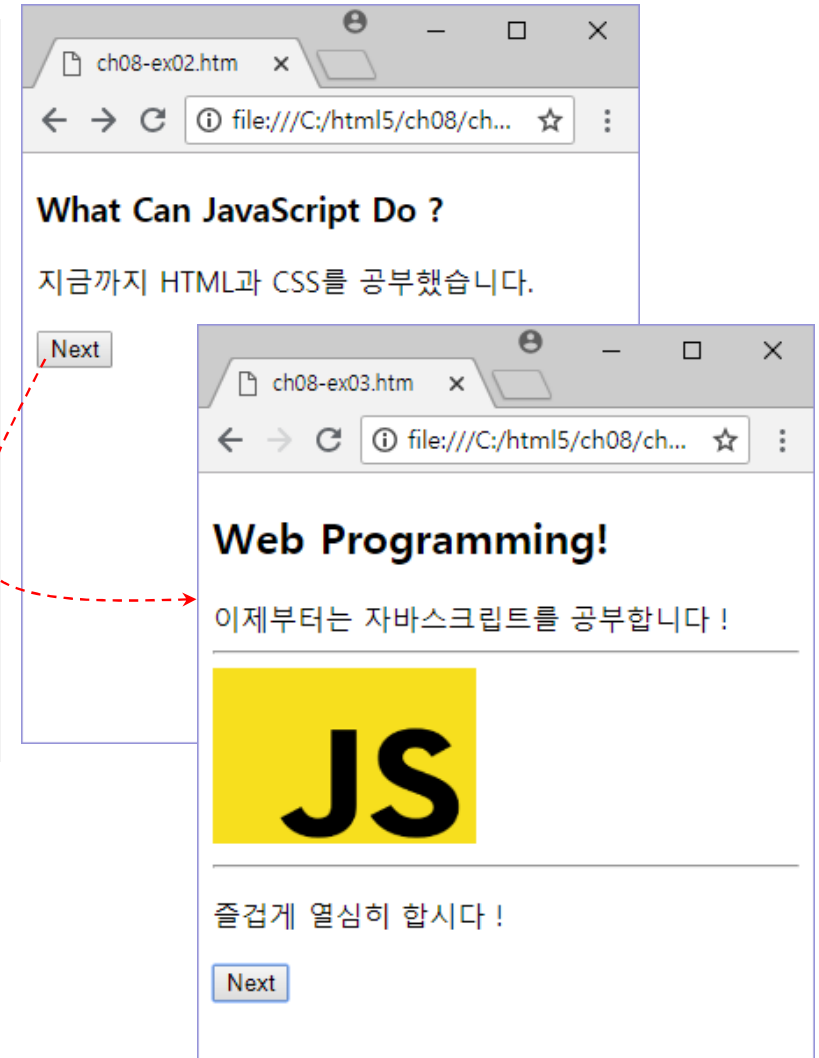 ch08-ex02.htm
file:///C:/html5/ch08/ch...
What Can JavaScript Do ?
지금까지 HTML과 CSS를 공부했습니다.
Next
ch08-ex03.htm
file:///C:/html5/ch08/ch...
Web Programming!
이제부터는 자바스크립트를 공부합니다 !
JS
즐겁게 열심히 합시다 !
Next